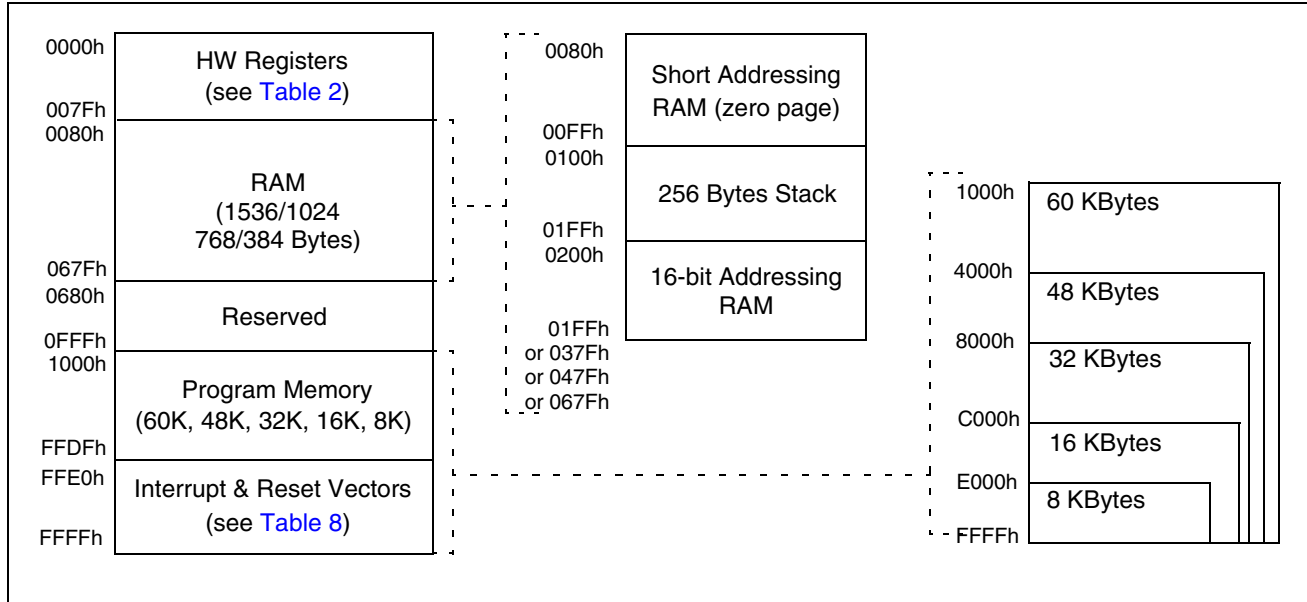 0000h
HW Registers
(see Table 2)
007Fh
0080h
RAM
(1536/1024
768/384 Bytes)
067Fh
0680h
Reserved
0FFFh
1000h
Program Memory
(60K, 48K, 32K, 16K, 8K)
FFDFh
FFE0h
Interrupt & Reset Vectors
(see Table 8)
FFFFh
0080h
Short Addressing
RAM (zero page)
00FFh
0100h
256 Bytes Stack
01FFh
0200h
16-bit Addressing
RAM
01FFh
or 037Fh
or 047Fh
or 067Fh
1000h
60 KBytes
4000h
48 KBytes
8000h
32 KBytes
C000h
16 KBytes
E000h
8 KBytes
FFFFh